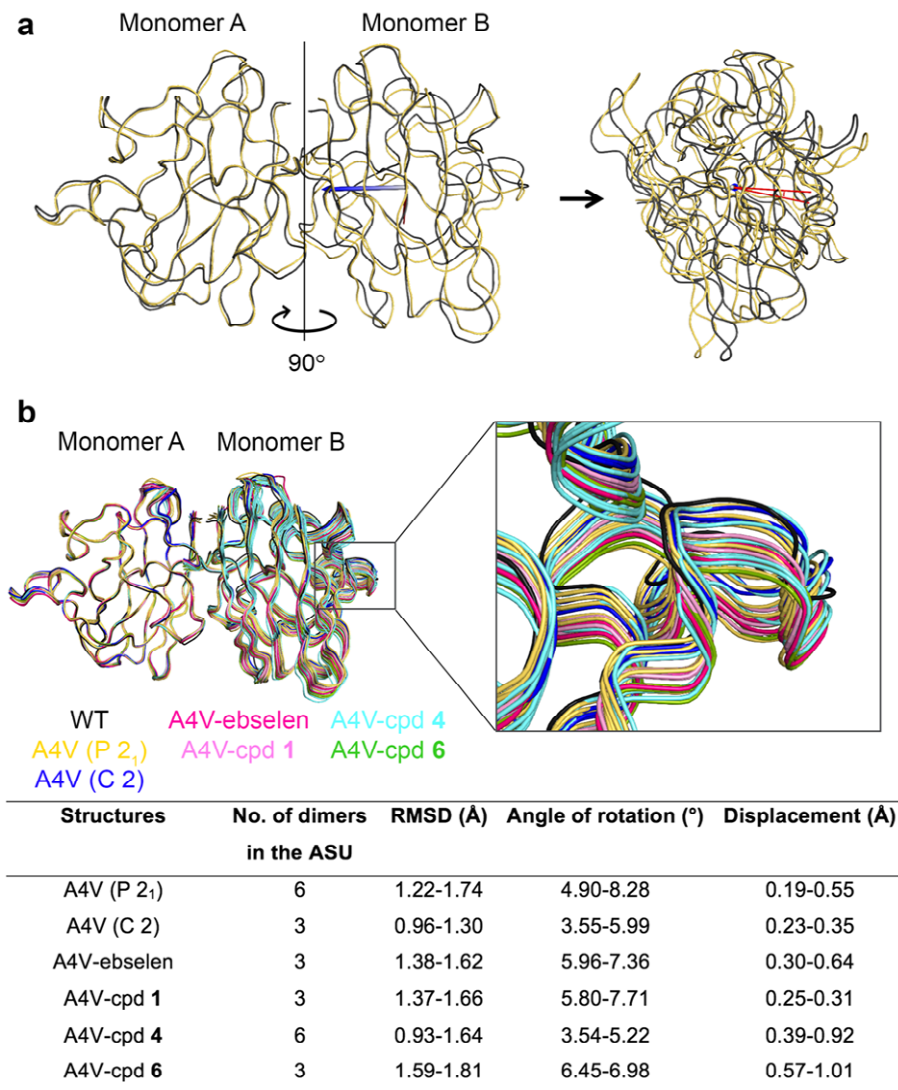 a
Monomer A Monomer B
90°
b
Monomer A Monomer B
WT A4V-ebselen A4V-cpd 4
A4V (P 2₁) A4V-cpd 1 A4V-cpd 6
A4V (C 2)
Structures No. of dimers RMSD (Å) Angle of rotation (º) Displacement (Å)
in the ASU
A4V (P 2₁) 6 1.22-1.74 4.90-8.28 0.19-0.55
A4V (C 2) 3 0.96-1.30 3.55-5.99 0.23-0.35
A4V-ebselen 3 1.38-1.62 5.96-7.36 0.30-0.64
A4V-cpd 1 3 1.37-1.66 5.80-7.71 0.25-0.31
A4V-cpd 4 6 0.93-1.64 3.54-5.22 0.39-0.92
A4V-cpd 6 3 1.59-1.81 6.45-6.98 0.57-1.01